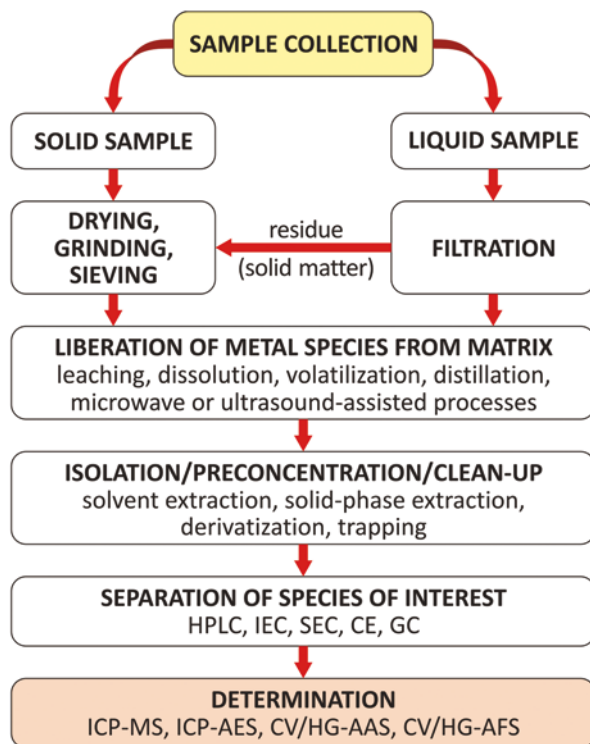 SAMPLE COLLECTION
SOLID SAMPLE
LIQUID SAMPLE
DRYING,
GRINDING,
SIEVING
residue
(solid matter)
FILTRATION
LIBERATION OF METAL SPECIES FROM MATRIX
leaching, dissolution, volatilization, distillation,
microwave or ultrasound-assisted processes
ISOLATION/PRECONCENTRATION/CLEAN-UP
solvent extraction, solid-phase extraction,
derivatization, trapping
SEPARATION OF SPECIES OF INTEREST
HPLC, IEC, SEC, CE, GC
DETERMINATION
ICP-MS, ICP-AES, CV/HG-AAS, CV/HG-AFS